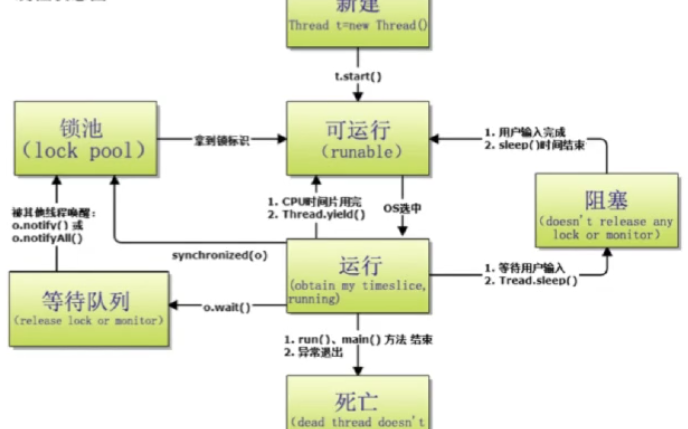 新建
Thread t=new Thread()
t.start()
锁池
(lock pool)
拿到锁标识
可运行
(runable)
1. 用户输入完成
2. sleep()时间结束
阻塞
(doesn't release any
lock or monitor)
被其他线程唤醒:
o.notify() 或
o.notifyAll()
1. CPU时间片用完
2. Thread.yield()
OS选中
synchronized(o)
运行
(obtain my timeslice,
running)
1. 等待用户输入
2. Tread.sleep()
等待队列
(release lock or monitor)
o.wait()
1. run()、main() 方法 结束
2. 异常退出
死亡
(dead thread doesn't